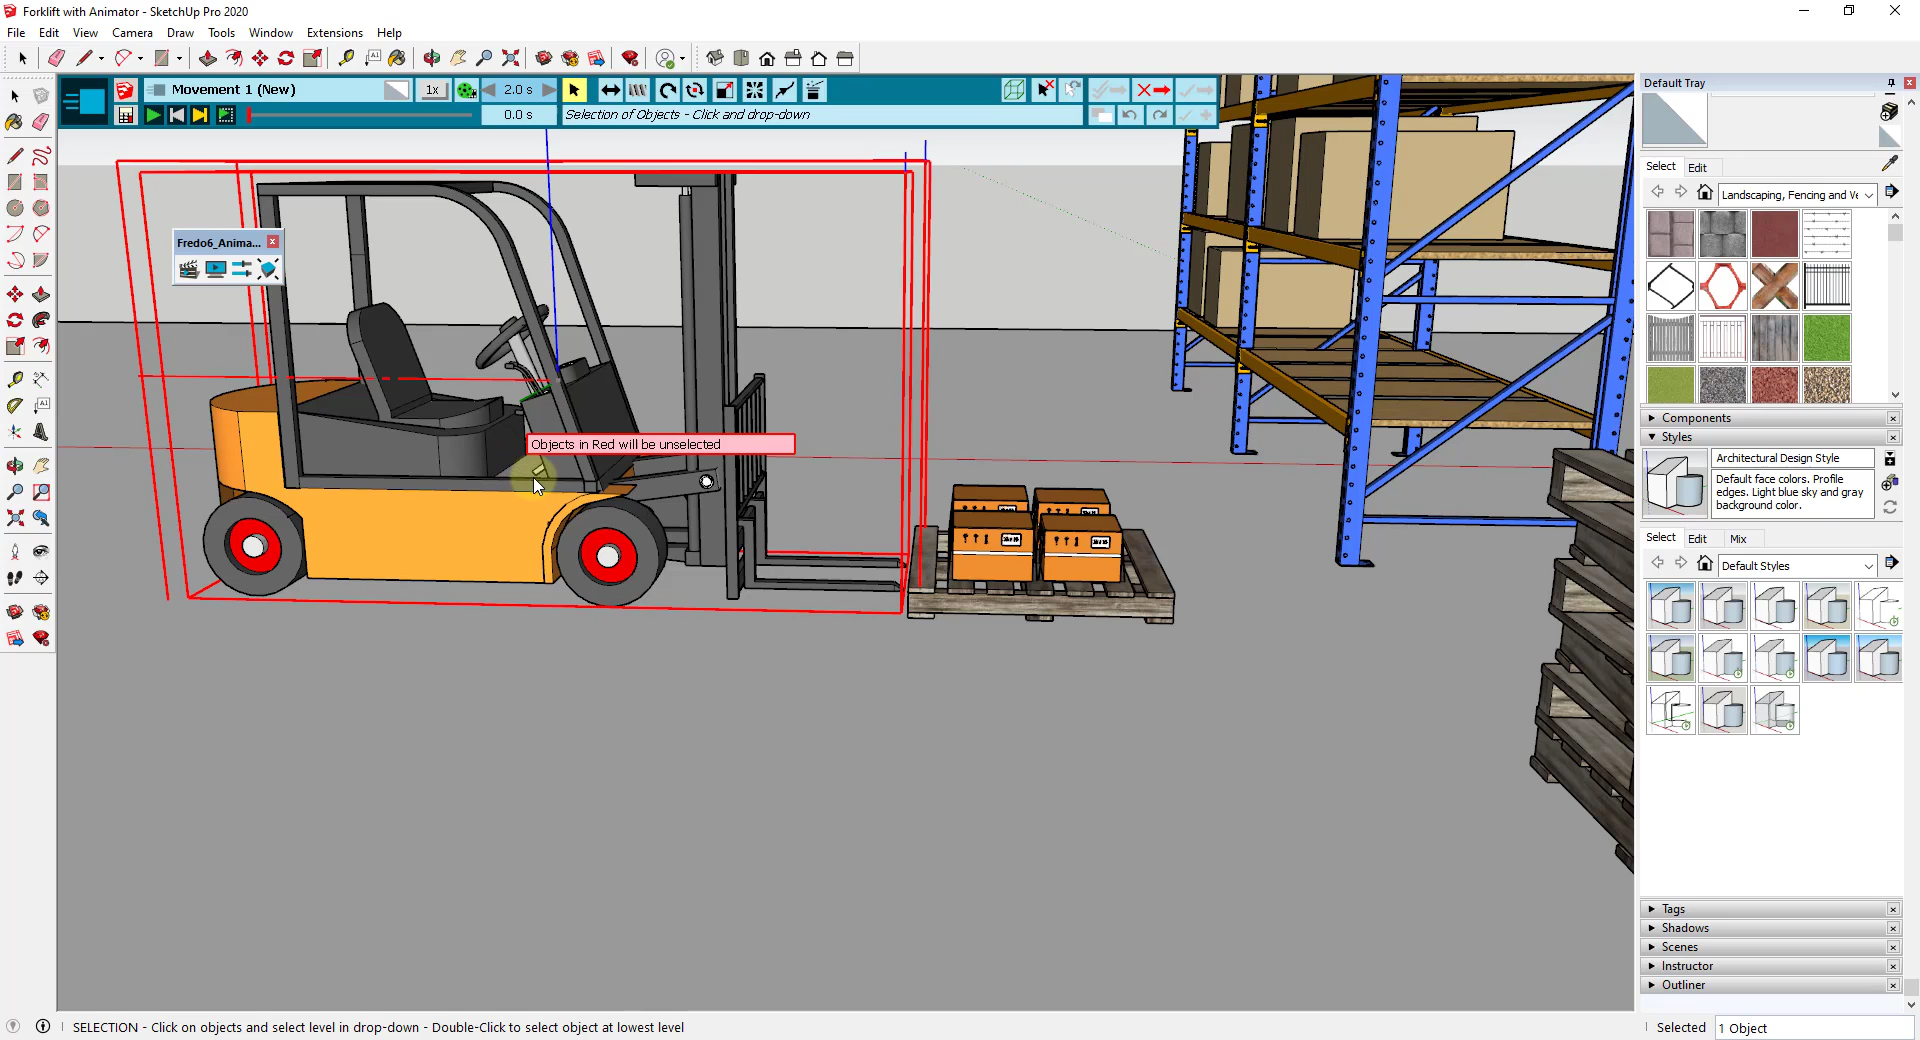 Forklift with Animator - SketchUp Pro 2020
File Edit View Camera Draw Tools Window Extensions Help
Movement 1 (New)
1x
2.0 s
0.0 s
Selection of Objects - Click and drop-down
Default Tray
Select Edit
Landscaping, Fencing and Ve
Fredo6_Anima...
Objects in Red will be unselected
Components
Styles
Architectural Design Style
Default face colors. Profile
edges. Light blue sky and gray
background color.
Select Edit Mix
Default Styles
Tags
Shadows
Scenes
Instructor
Outliner
SELECTION - Click on objects and select level in drop-down - Double-Click to select object at lowest level
Selected 1 Object